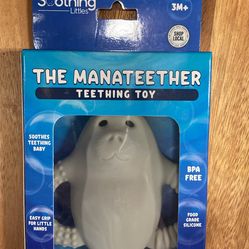 Soothing
Littles
3M+
SHOP
LOCAL
THE MANATEETHER
TEETHING TOY
SOOTHES
TEETHING
BABY
BPA
FREE
EASY GRIP
FOR LITTLE
HANDS
FOOD
GRADE
SILICONE